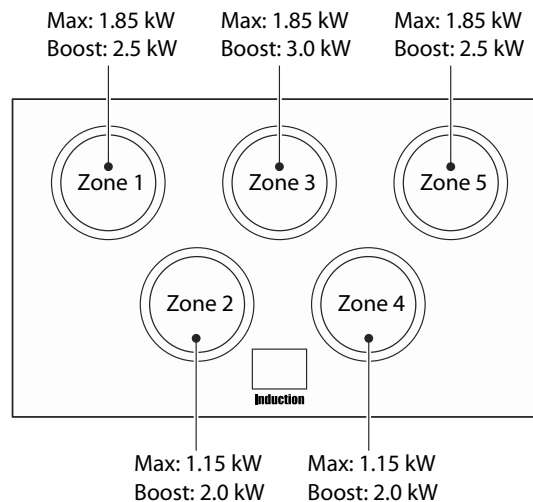 Max: 1.85 kW
Boost: 2.5 kW
Max: 1.85 kW
Boost: 3.0 kW
Max: 1.85 kW
Boost: 2.5 kW
Zone 1
Zone 3
Zone 5
Zone 2
Zone 4
Induction
Max: 1.15 kW
Boost: 2.0 kW
Max: 1.15 kW
Boost: 2.0 kW